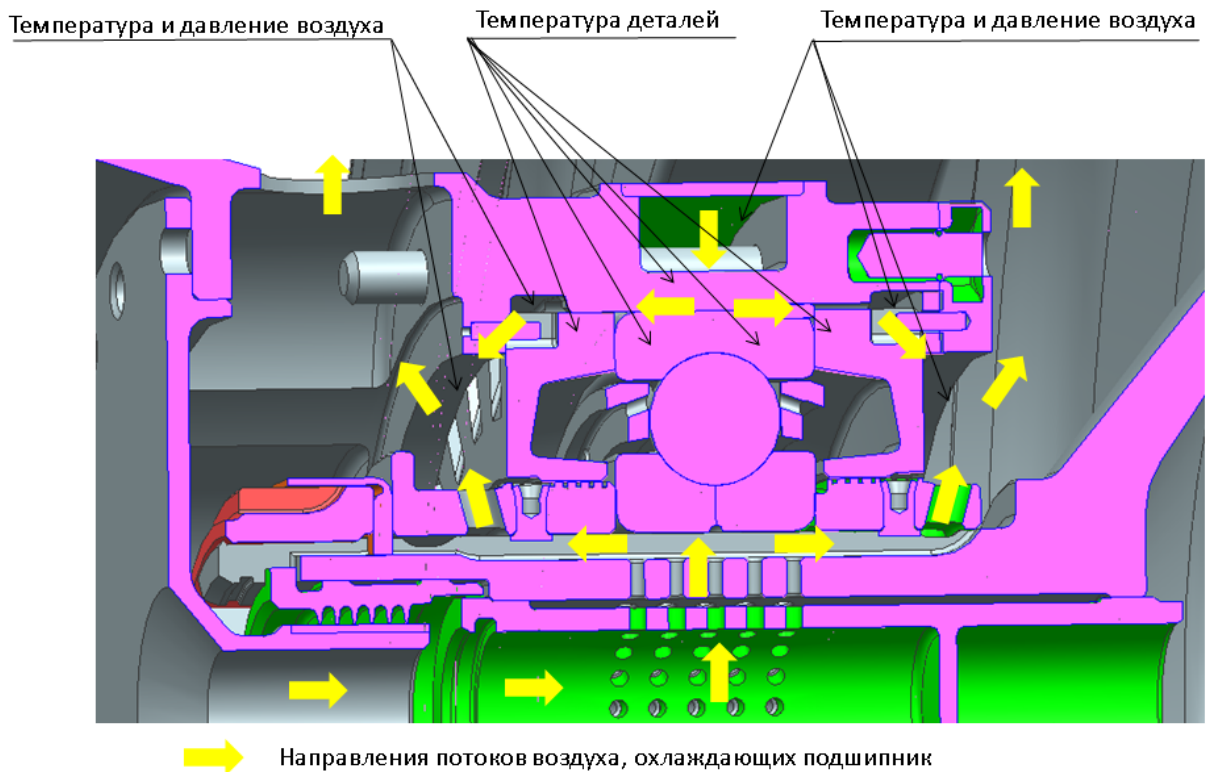 Температура и давление воздуха
Температура деталей
Температура и давление воздуха
Направления потоков воздуха, охлаждающих подшипник